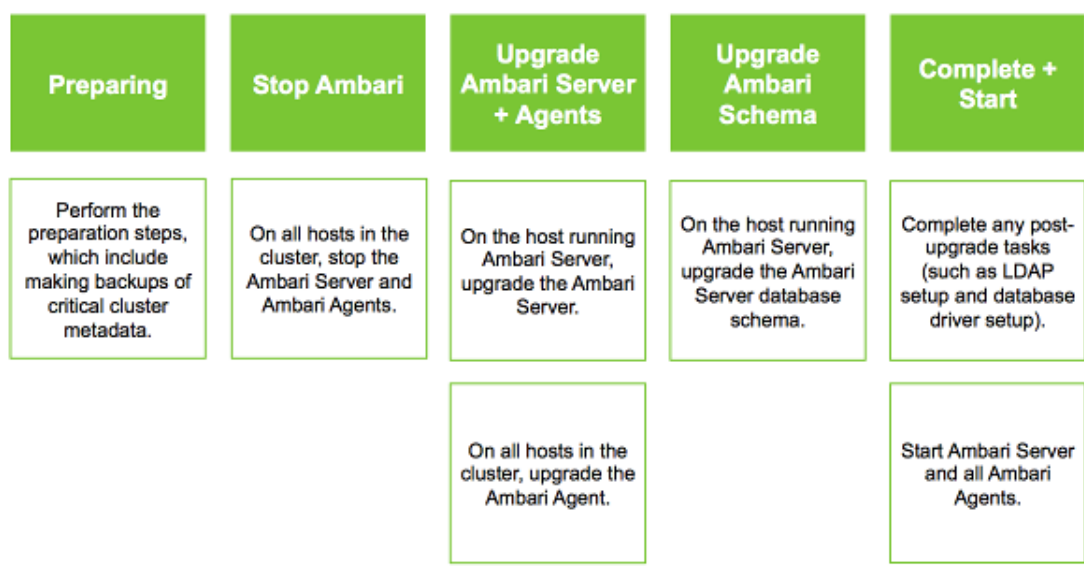 Preparing
Stop Ambari
Upgrade
Ambari Server
+ Agents
Upgrade
Ambari
Schema
Complete +
Start
Perform the
preparation steps,
which include
making backups of
critical cluster
metadata.
On all hosts in the
cluster, stop the
Ambari Server and
Ambari Agents.
On the host running
Ambari Server,
upgrade the Ambari
Server.
On the host running
Ambari Server,
upgrade the Ambari
Server database
schema.
Complete any post-
upgrade tasks
(such as LDAP
setup and database
driver setup).
On all hosts in the
cluster, upgrade the
Ambari Agent.
Start Ambari Server
and all Ambari
Agents.